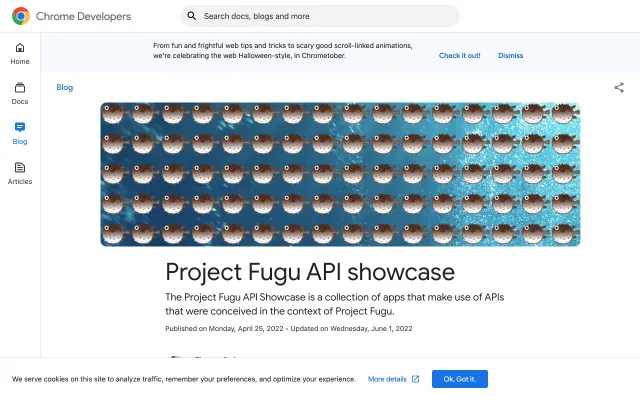 Chrome Developers
Search docs, blogs and more
From fun and frightful web tips and tricks to scary good scroll-linked animations,
we're celebrating the web Halloween-style, in Chrometober.
Check it out!
Dismiss
Home
Docs
Blog
Articles
Blog
Project Fugu API showcase
The Project Fugu API Showcase is a collection of apps that make use of APIs
that were conceived in the context of Project Fugu.
Published on Monday, April 25, 2022 • Updated on Wednesday, June 1, 2022
We serve cookies on this site to analyze traffic, remember your preferences, and optimize your experience.
More details
Ok, Got it.